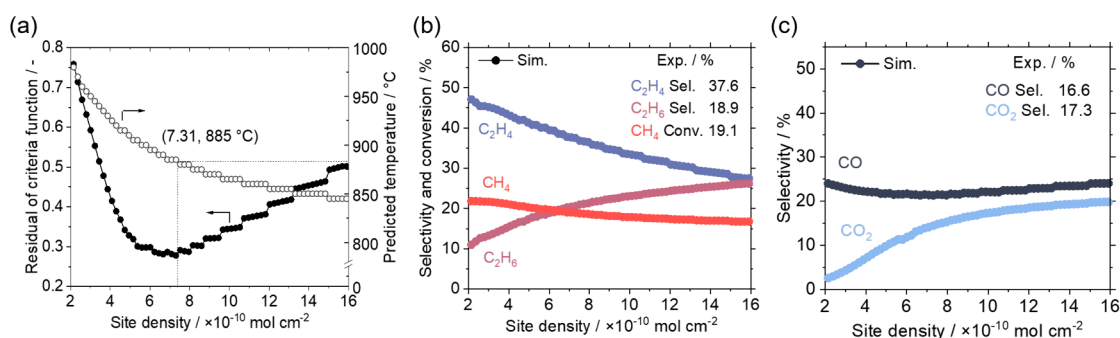 (a)
0.8
0.7
0.6
0.5
0.4
0.3
0.2
Residual of criteria function / -
1000
950
900
850
800
0
Predicted temperature / °C
(7.31, 885 °C)
2 4 6 8 10 12 14 16
Site density / ×10⁻¹⁰ mol cm⁻²
(b)
60
50
40
30
20
10
0
Selectivity and conversion / %
Sim. Exp. / %
C₂H₄ Sel. 37.6
C₂H₆ Sel. 18.9
CH₄ Conv. 19.1
C₂H₄
CH₄
C₂H₆
2 4 6 8 10 12 14 16
Site density / ×10⁻¹⁰ mol cm⁻²
(c)
50
40
30
20
10
0
Selectivity / %
Sim. Exp. / %
CO Sel. 16.6
CO₂ Sel. 17.3
CO
CO₂
2 4 6 8 10 12 14 16
Site density / ×10⁻¹⁰ mol cm⁻²